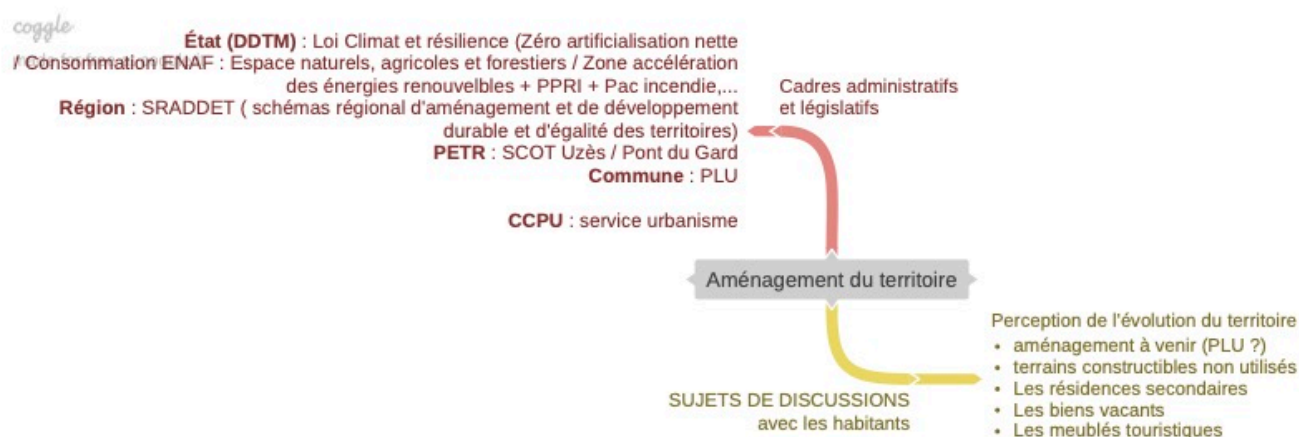 coggle
État (DDTM) : Loi Climat et résilience (Zéro artificialisation nette
/ Consommation ENAF : Espace naturels, agricoles et forestiers / Zone accélération
des énergies renouvelbles + PPRI + Pac incendie,...
Région : SRADDET ( schémas régional d'aménagement et de développement
durable et d'égalité des territoires)
PETR : SCOT Uzès / Pont du Gard
Commune : PLU
CCPU : service urbanisme
Cadres administratifs
et législatifs
Aménagement du territoire
SUJETS DE DISCUSSIONS
avec les habitants
Perception de l'évolution du territoire
• aménagement à venir (PLU ?)
• terrains constructibles non utilisés
• Les résidences secondaires
• Les biens vacants
• Les meublés touristiques